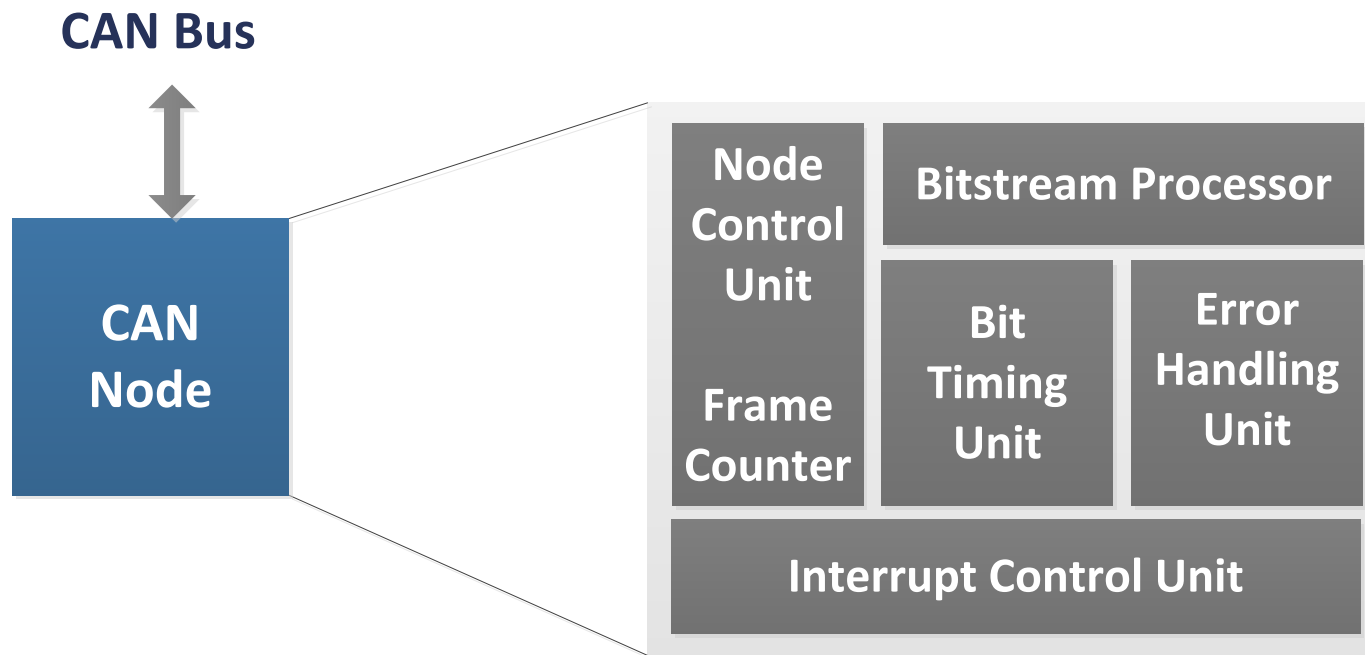 CAN Bus
CAN
Node
Node
Control
Unit
Frame
Counter
Bitstream Processor
Bit
Timing
Unit
Error
Handling
Unit
Interrupt Control Unit